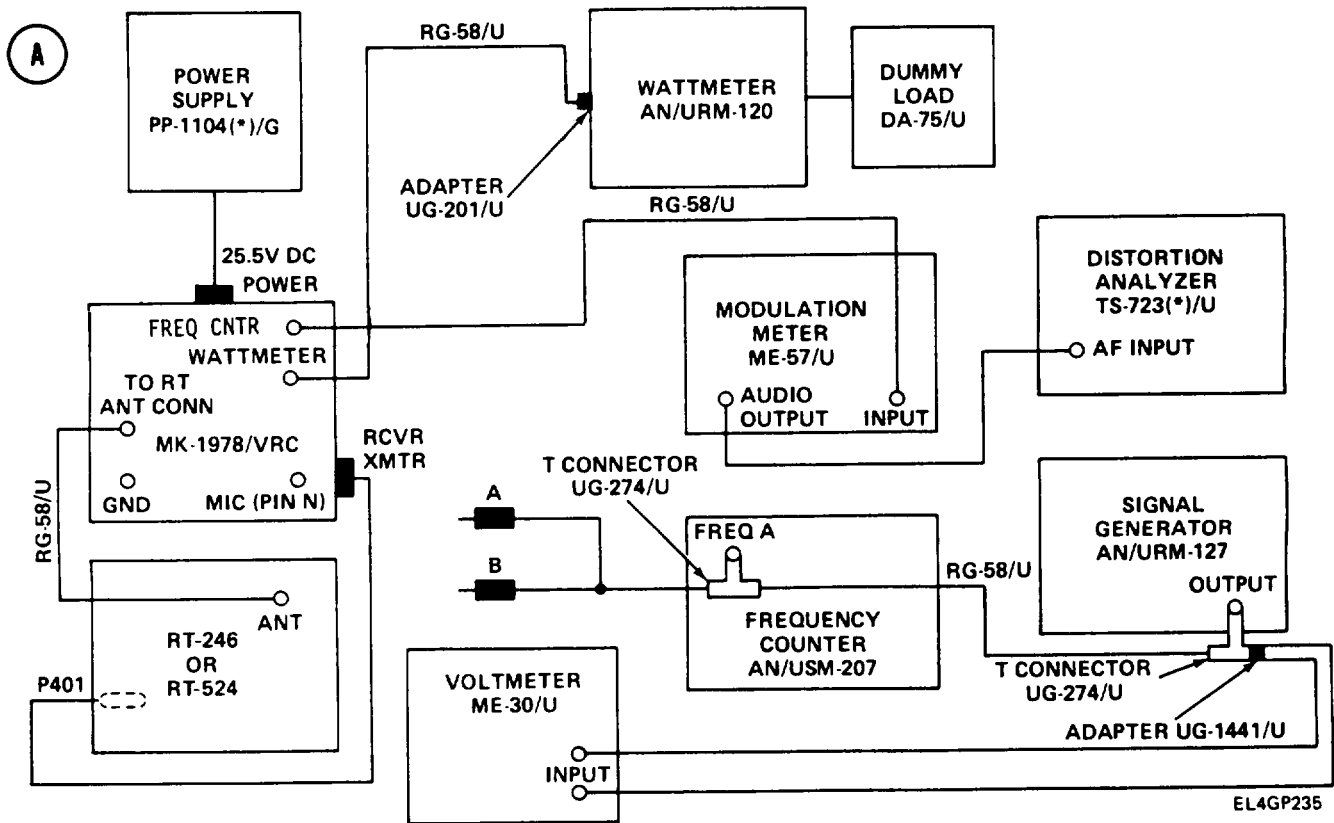 A
POWER
SUPPLY
PP-1104(*)/G
RG-58/U
WATTMETER
AN/URM-120
DUMMY
LOAD
DA-75/U
ADAPTER
UG-201/U
RG-58/U
25.5V DC
POWER
FREQ CNTR
WATTMETER
TO RT
ANT CONN
MK-1978/VRC
GND
MIC (PIN N)
RCVR
XMTR
RG-58/U
MODULATION
METER
ME-57/U
AUDIO
OUTPUT
INPUT
DISTORTION
ANALYZER
TS-723(*)/U
AF INPUT
T CONNECTOR
UG-274/U
A
B
FREQ A
FREQUENCY
COUNTER
AN/USM-207
RG-58/U
SIGNAL
GENERATOR
AN/URM-127
OUTPUT
T CONNECTOR
UG-274/U
ADAPTER UG-1441/U
ANT
RT-246
OR
RT-524
P401
VOLTMETER
ME-30/U
INPUT
EL4GP235